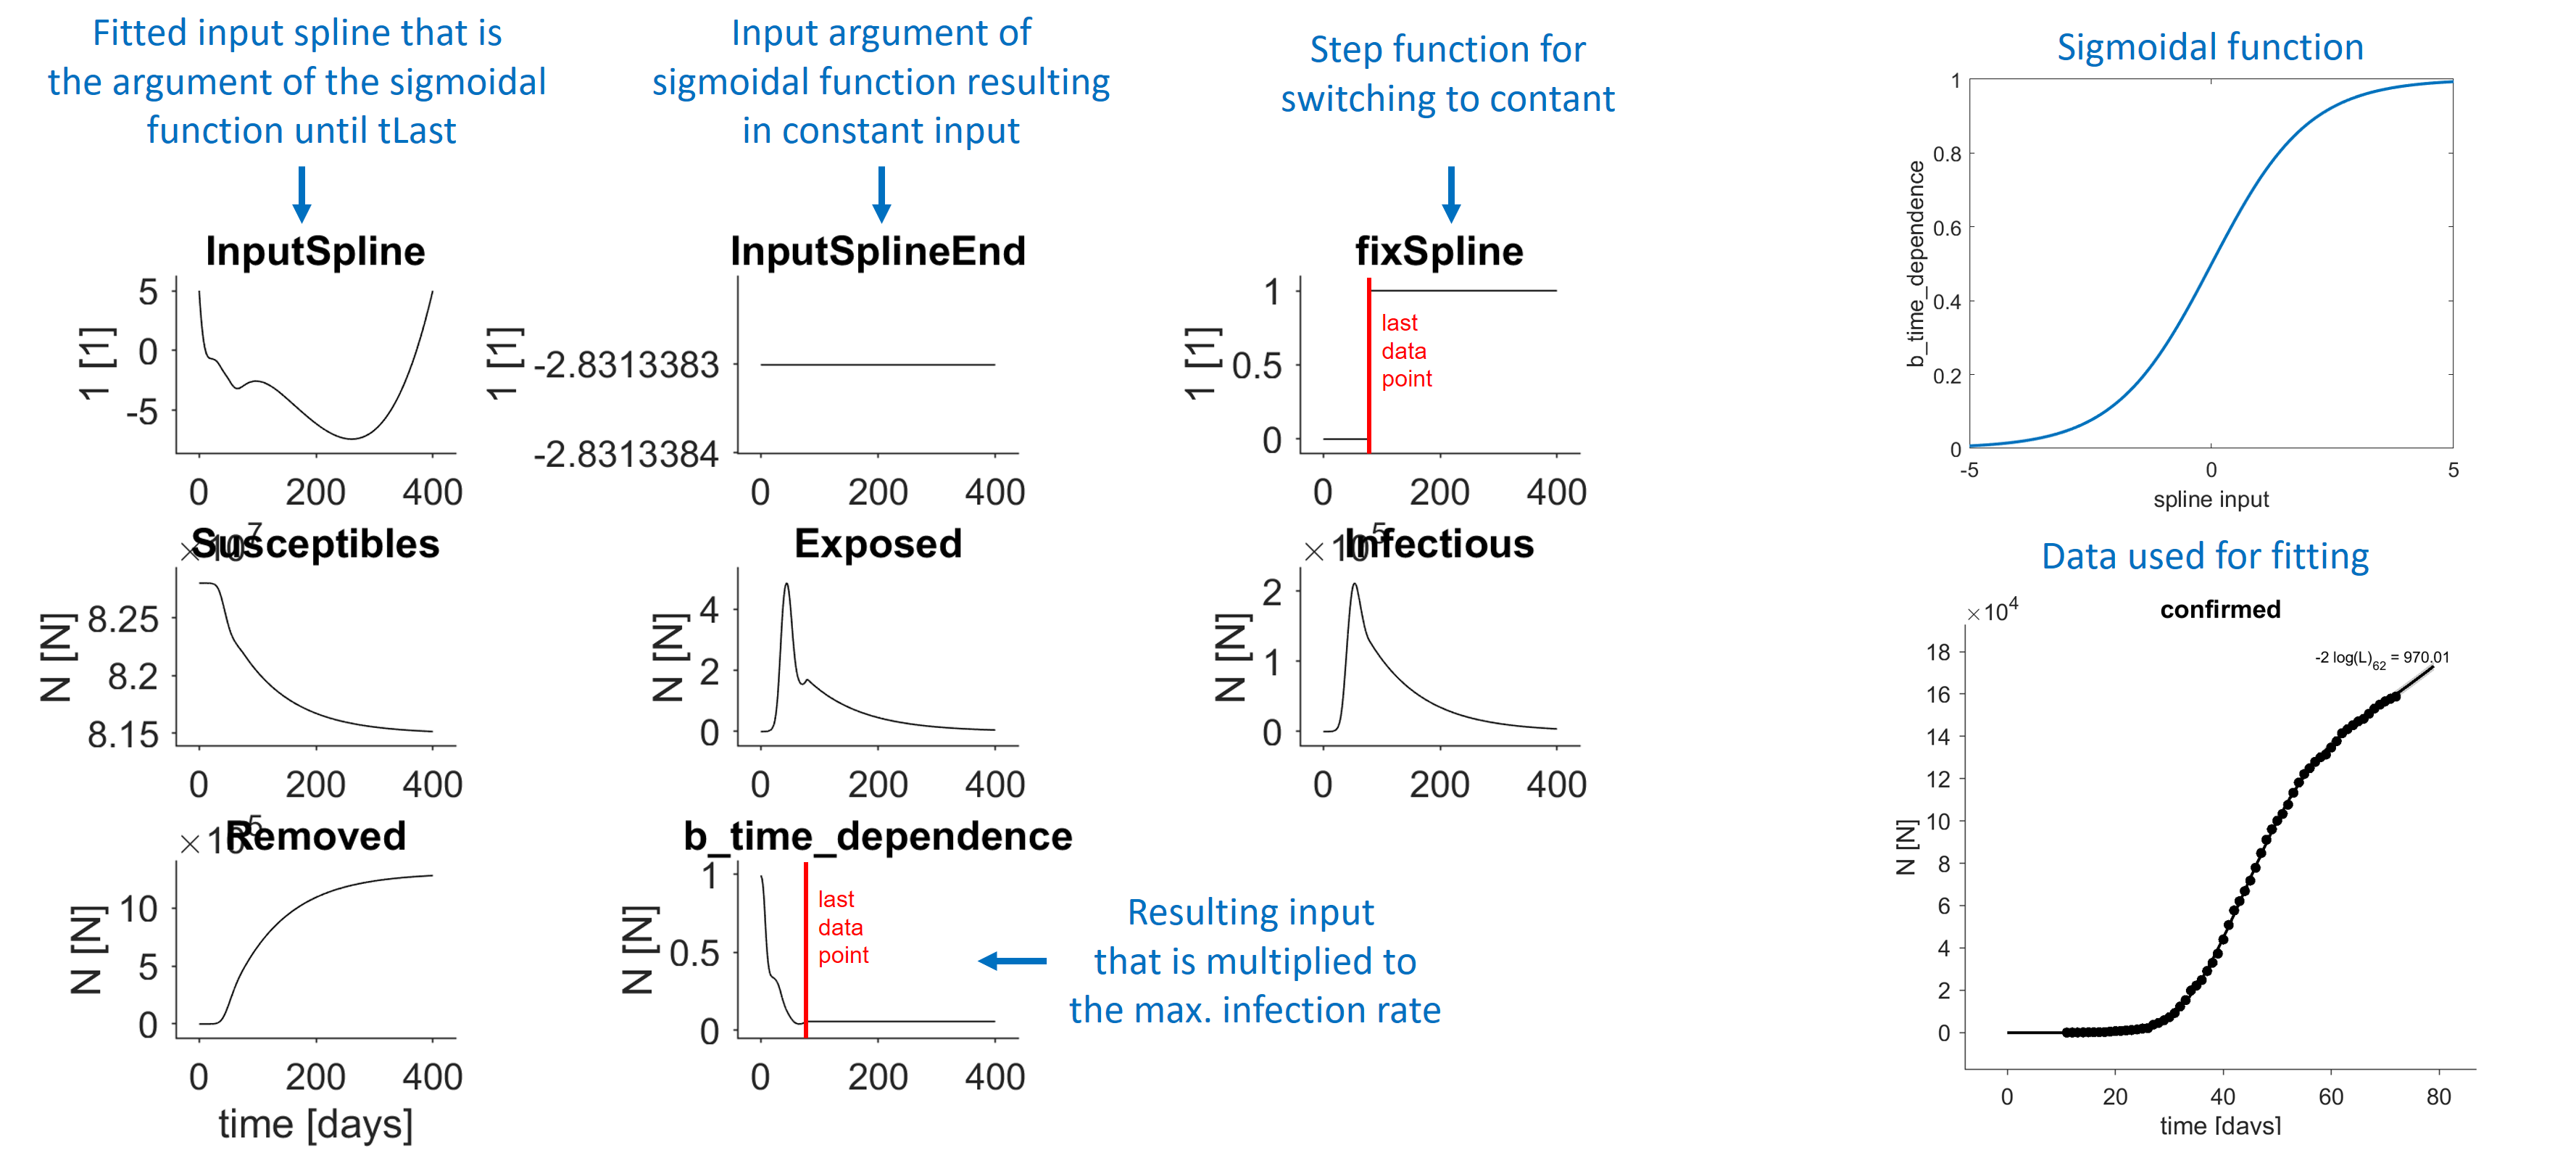 Fitted input spline that is
the argument of the sigmoidal
function until tLast
Input argument of
sigmoidal function resulting
in constant input
Step function for
switching to contant
Sigmoidal function
InputSpline
1 [1]
5
0
-5
0 200 400
InputSplineEnd
1 [1]
-2.8313383
-2.8313384
0 200 400
fixSpline
1 [1]
1
0.5
0
last
data
point
0 200 400
b_time_dependence
1
0.8
0.6
0.4
0.2
0
-5 0 5
spline input
Susceptibles
×10^7
N [N]
8.25
8.2
8.15
0 200 400
Exposed
N [N]
4
2
0
0 200 400
Infectious
×10^5
N [N]
2
1
0
0 200 400
Removed
×10^5
N [N]
10
5
0
0 200 400
time [days]
b_time_dependence
N [N]
1
0.5
0
last
data
point
0 200 400
Resulting input
that is multiplied to
the max. infection rate
Data used for fitting
confirmed
×10^4
-2 log(L)_62 = 970.01
N [N]
18
16
14
12
10
8
6
4
2
0
0 20 40 60 80
time [days]